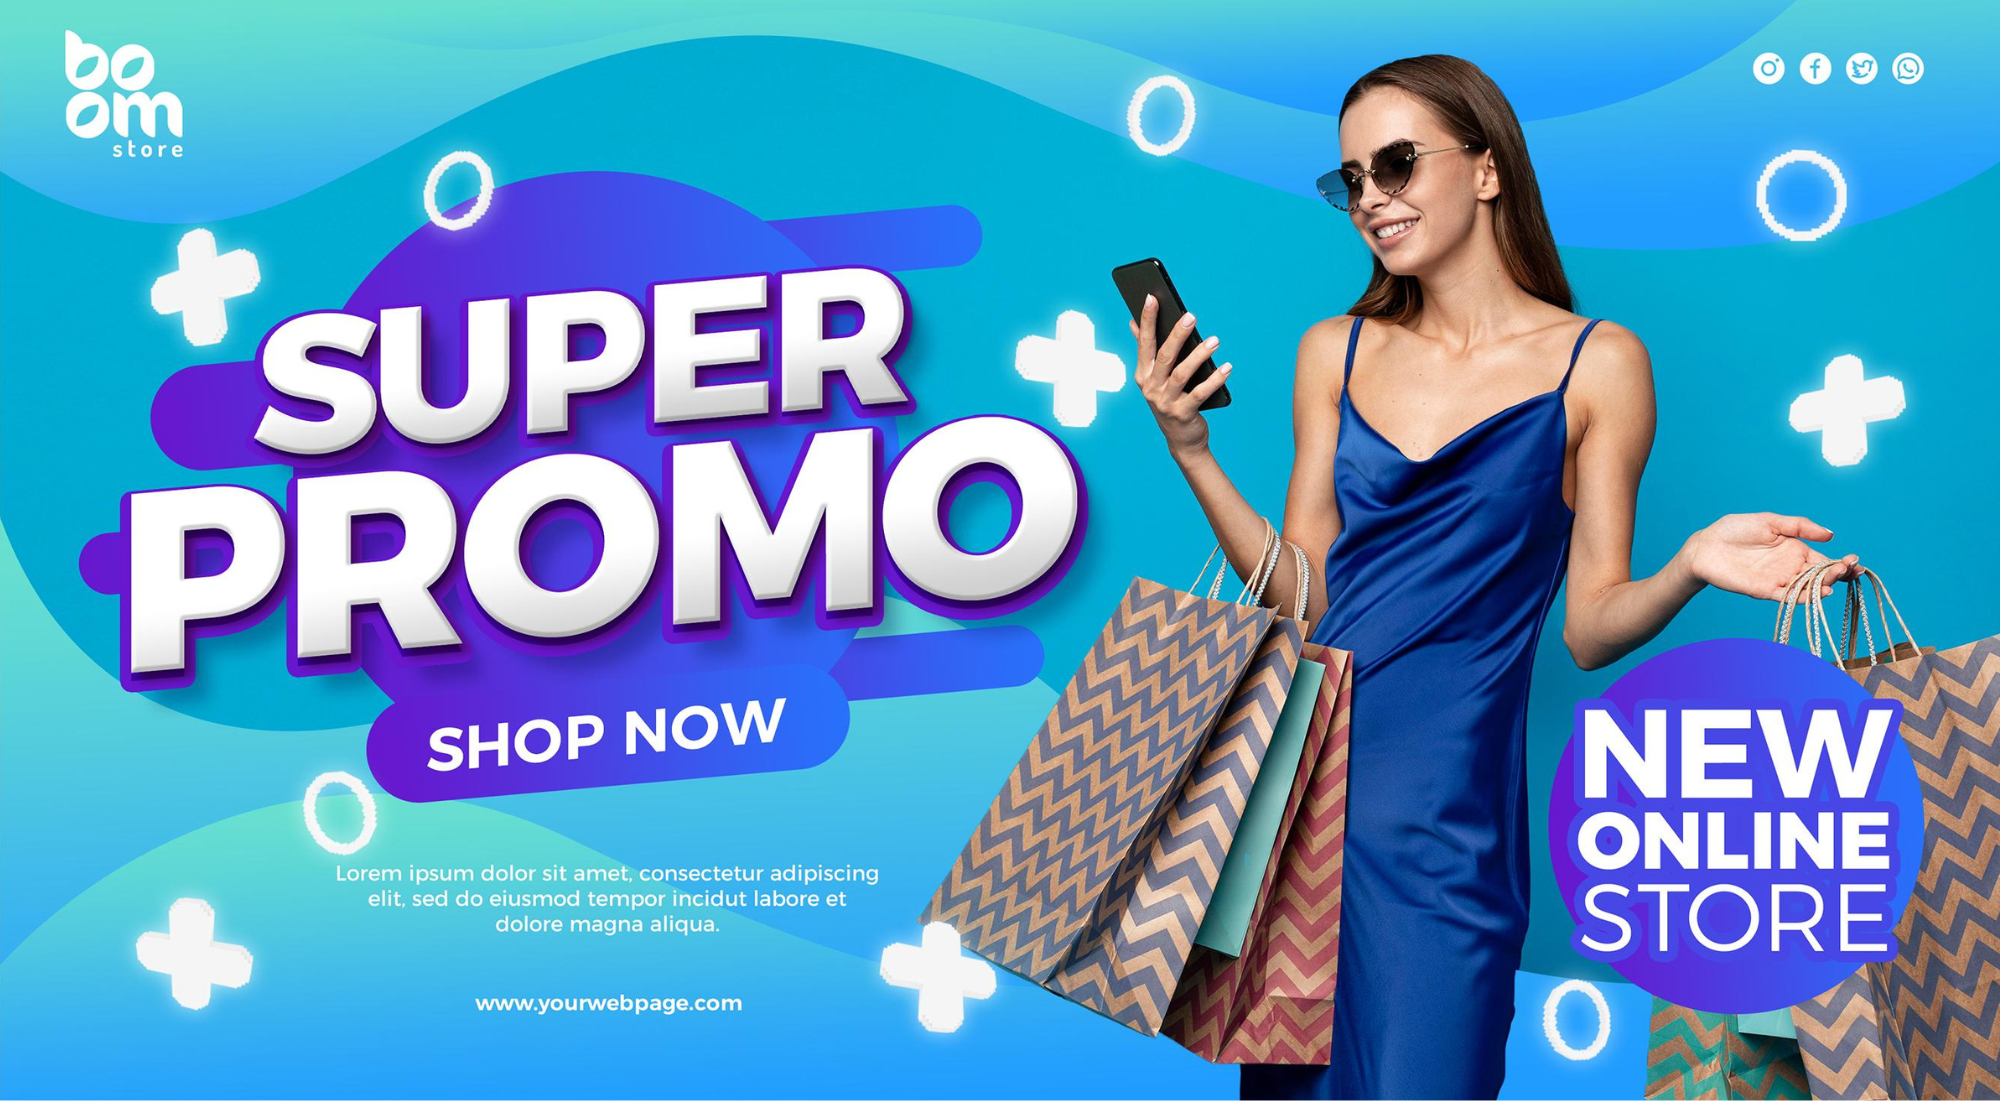 bo
om
store
SUPER
PROMO
SHOP NOW
Lorem ipsum dolor sit amet, consectetur adipiscing
elit, sed do eiusmod tempor incidut labore et
dolore magna aliqua.
www.yourwebpage.com
NEW
ONLINE
STORE